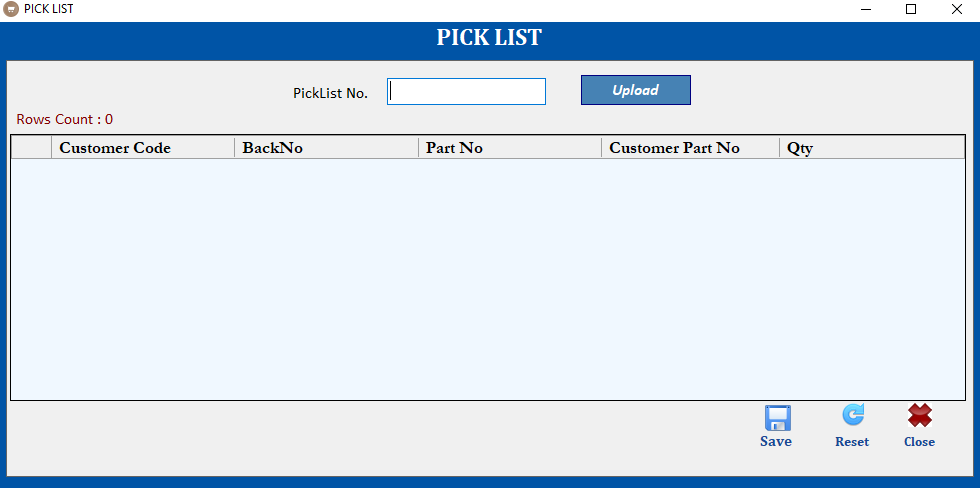 PICK LIST
PICK LIST
PickList No.
Upload
Rows Count : 0
Customer Code BackNo Part No Customer Part No Qty
Save Reset Close